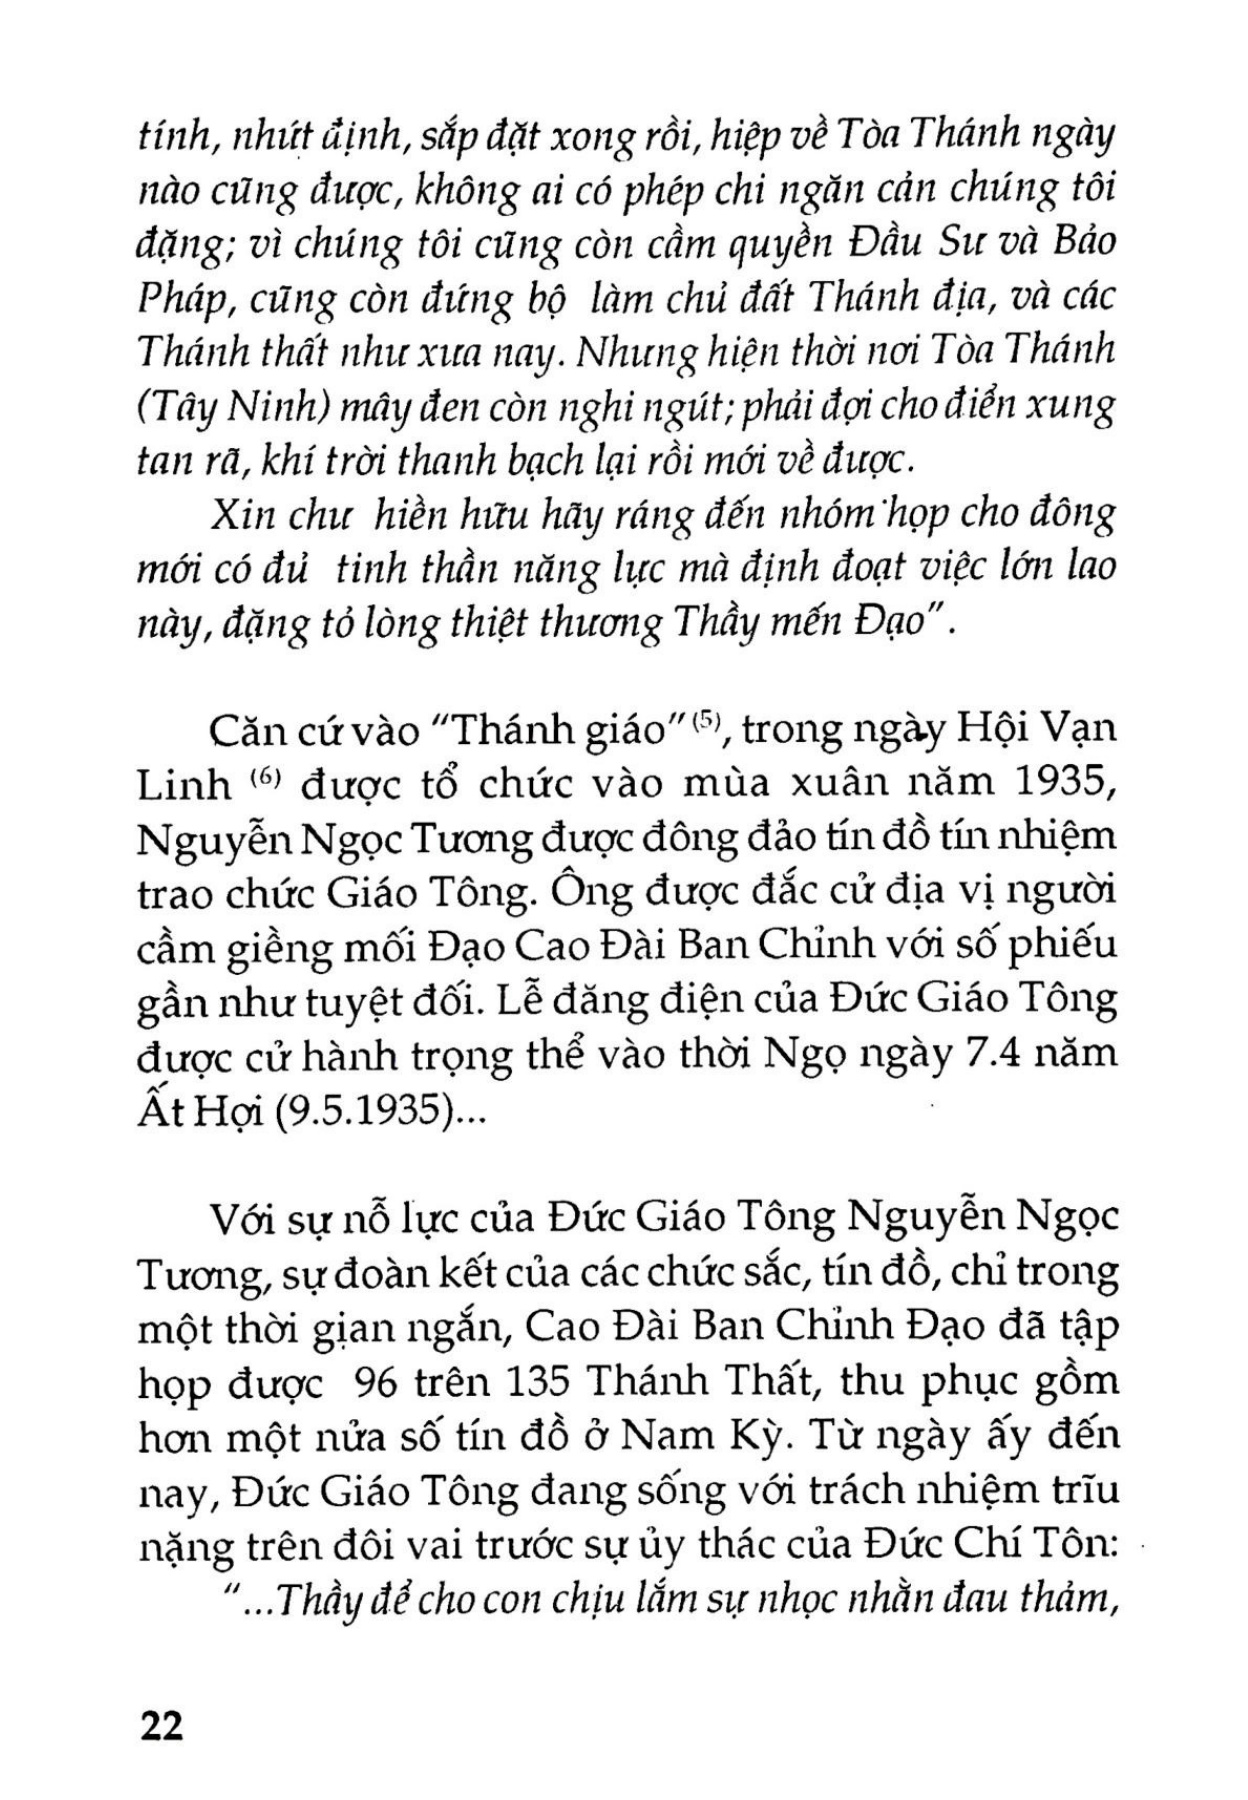 tính, nhứt định, sắp đặt xong rồi, hiệp về Tòa Thánh ngày
nào cũng được, không ai có phép chi ngăn cản chúng tôi
đặng; vì chúng tôi cũng còn cầm quyền Đầu Sư và Bảo
Pháp, cũng còn đứng bộ làm chủ đất Thánh địa, và các
Thánh thất như xưa nay. Nhưng hiện thời nơi Tòa Thánh
(Tây Ninh) mây đen còn nghi ngút; phải đợi cho điển xung
tan rã, khí trời thanh bạch lại rồi mới về được.
Xin chư hiền hữu hãy ráng đến nhóm họp cho đông
mới có đủ tinh thần năng lực mà định đoạt việc lớn lao
này, đặng tỏ lòng thiệt thương Thầy mến Đạo".
Căn cứ vào "Thánh giáo" (5), trong ngày Hội Vạn
Linh (6) được tổ chức vào mùa xuân năm 1935,
Nguyễn Ngọc Tương được đông đảo tín đồ tín nhiệm
trao chức Giáo Tông. Ông được đắc cử địa vị người
cầm giềng mối Đạo Cao Đài Ban Chỉnh với số phiếu
gần như tuyệt đối. Lễ đăng điện của Đức Giáo Tông
được cử hành trọng thể vào thời Ngọ ngày 7.4 năm
Ất Hợi (9.5.1935)...
Với sự nỗ lực của Đức Giáo Tông Nguyễn Ngọc
Tương, sự đoàn kết của các chức sắc, tín đồ, chỉ trong
một thời gian ngắn, Cao Đài Ban Chỉnh Đạo đã tập
họp được 96 trên 135 Thánh Thất, thu phục gồm
hơn một nửa số tín đồ ở Nam Kỳ. Từ ngày ấy đến
nay, Đức Giáo Tông đang sống với trách nhiệm trĩu
nặng trên đôi vai trước sự ủy thác của Đức Chí Tôn:
"...Thầy để cho con chịu lắm sự nhọc nhằn đau thảm,
22